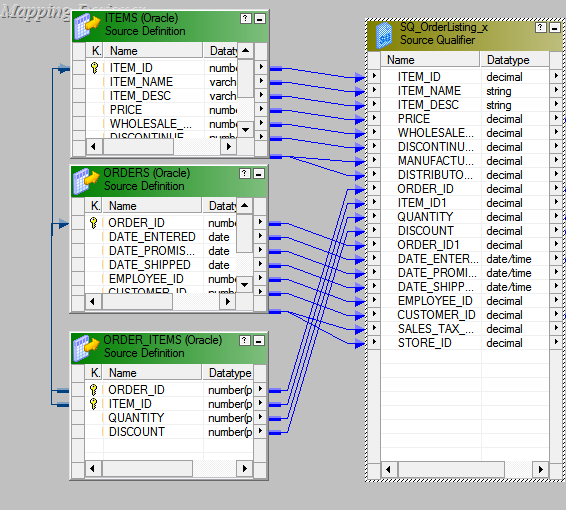 Mapping Designer
ITEMS (Oracle)
Source Definition
K. Name Dataty
ITEM_ID numbe
ITEM_NAME varch
ITEM_DESC varch
PRICE numbe
WHOLESALE_... numbe
DISCONTINUE numbe
ORDERS (Oracle)
Source Definition
K. Name Dataty
ORDER_ID numbe
DATE_ENTERED date
DATE_PROMIS... date
DATE_SHIPPED date
EMPLOYEE_ID numbe
CUSTOMER_ID numbe
ORDER_ITEMS (Oracle)
Source Definition
K. Name Datatype
ORDER_ID number(p
ITEM_ID number(p
QUANTITY number(p
DISCOUNT number(p
SQ_OrderListing_x
Source Qualifier
SQ
Name Datatype
ITEM_ID decimal
ITEM_NAME string
ITEM_DESC string
PRICE decimal
WHOLESALE... decimal
DISCONTINU... decimal
MANUFACTU... decimal
DISTRIBUTO... decimal
ORDER_ID decimal
ITEM_ID1 decimal
QUANTITY decimal
DISCOUNT decimal
ORDER_ID1 decimal
DATE_ENTER... date/time
DATE_PROMI... date/time
DATE_SHIPP... date/time
EMPLOYEE_ID decimal
CUSTOMER_ID decimal
SALES_TAX_... decimal
STORE_ID decimal